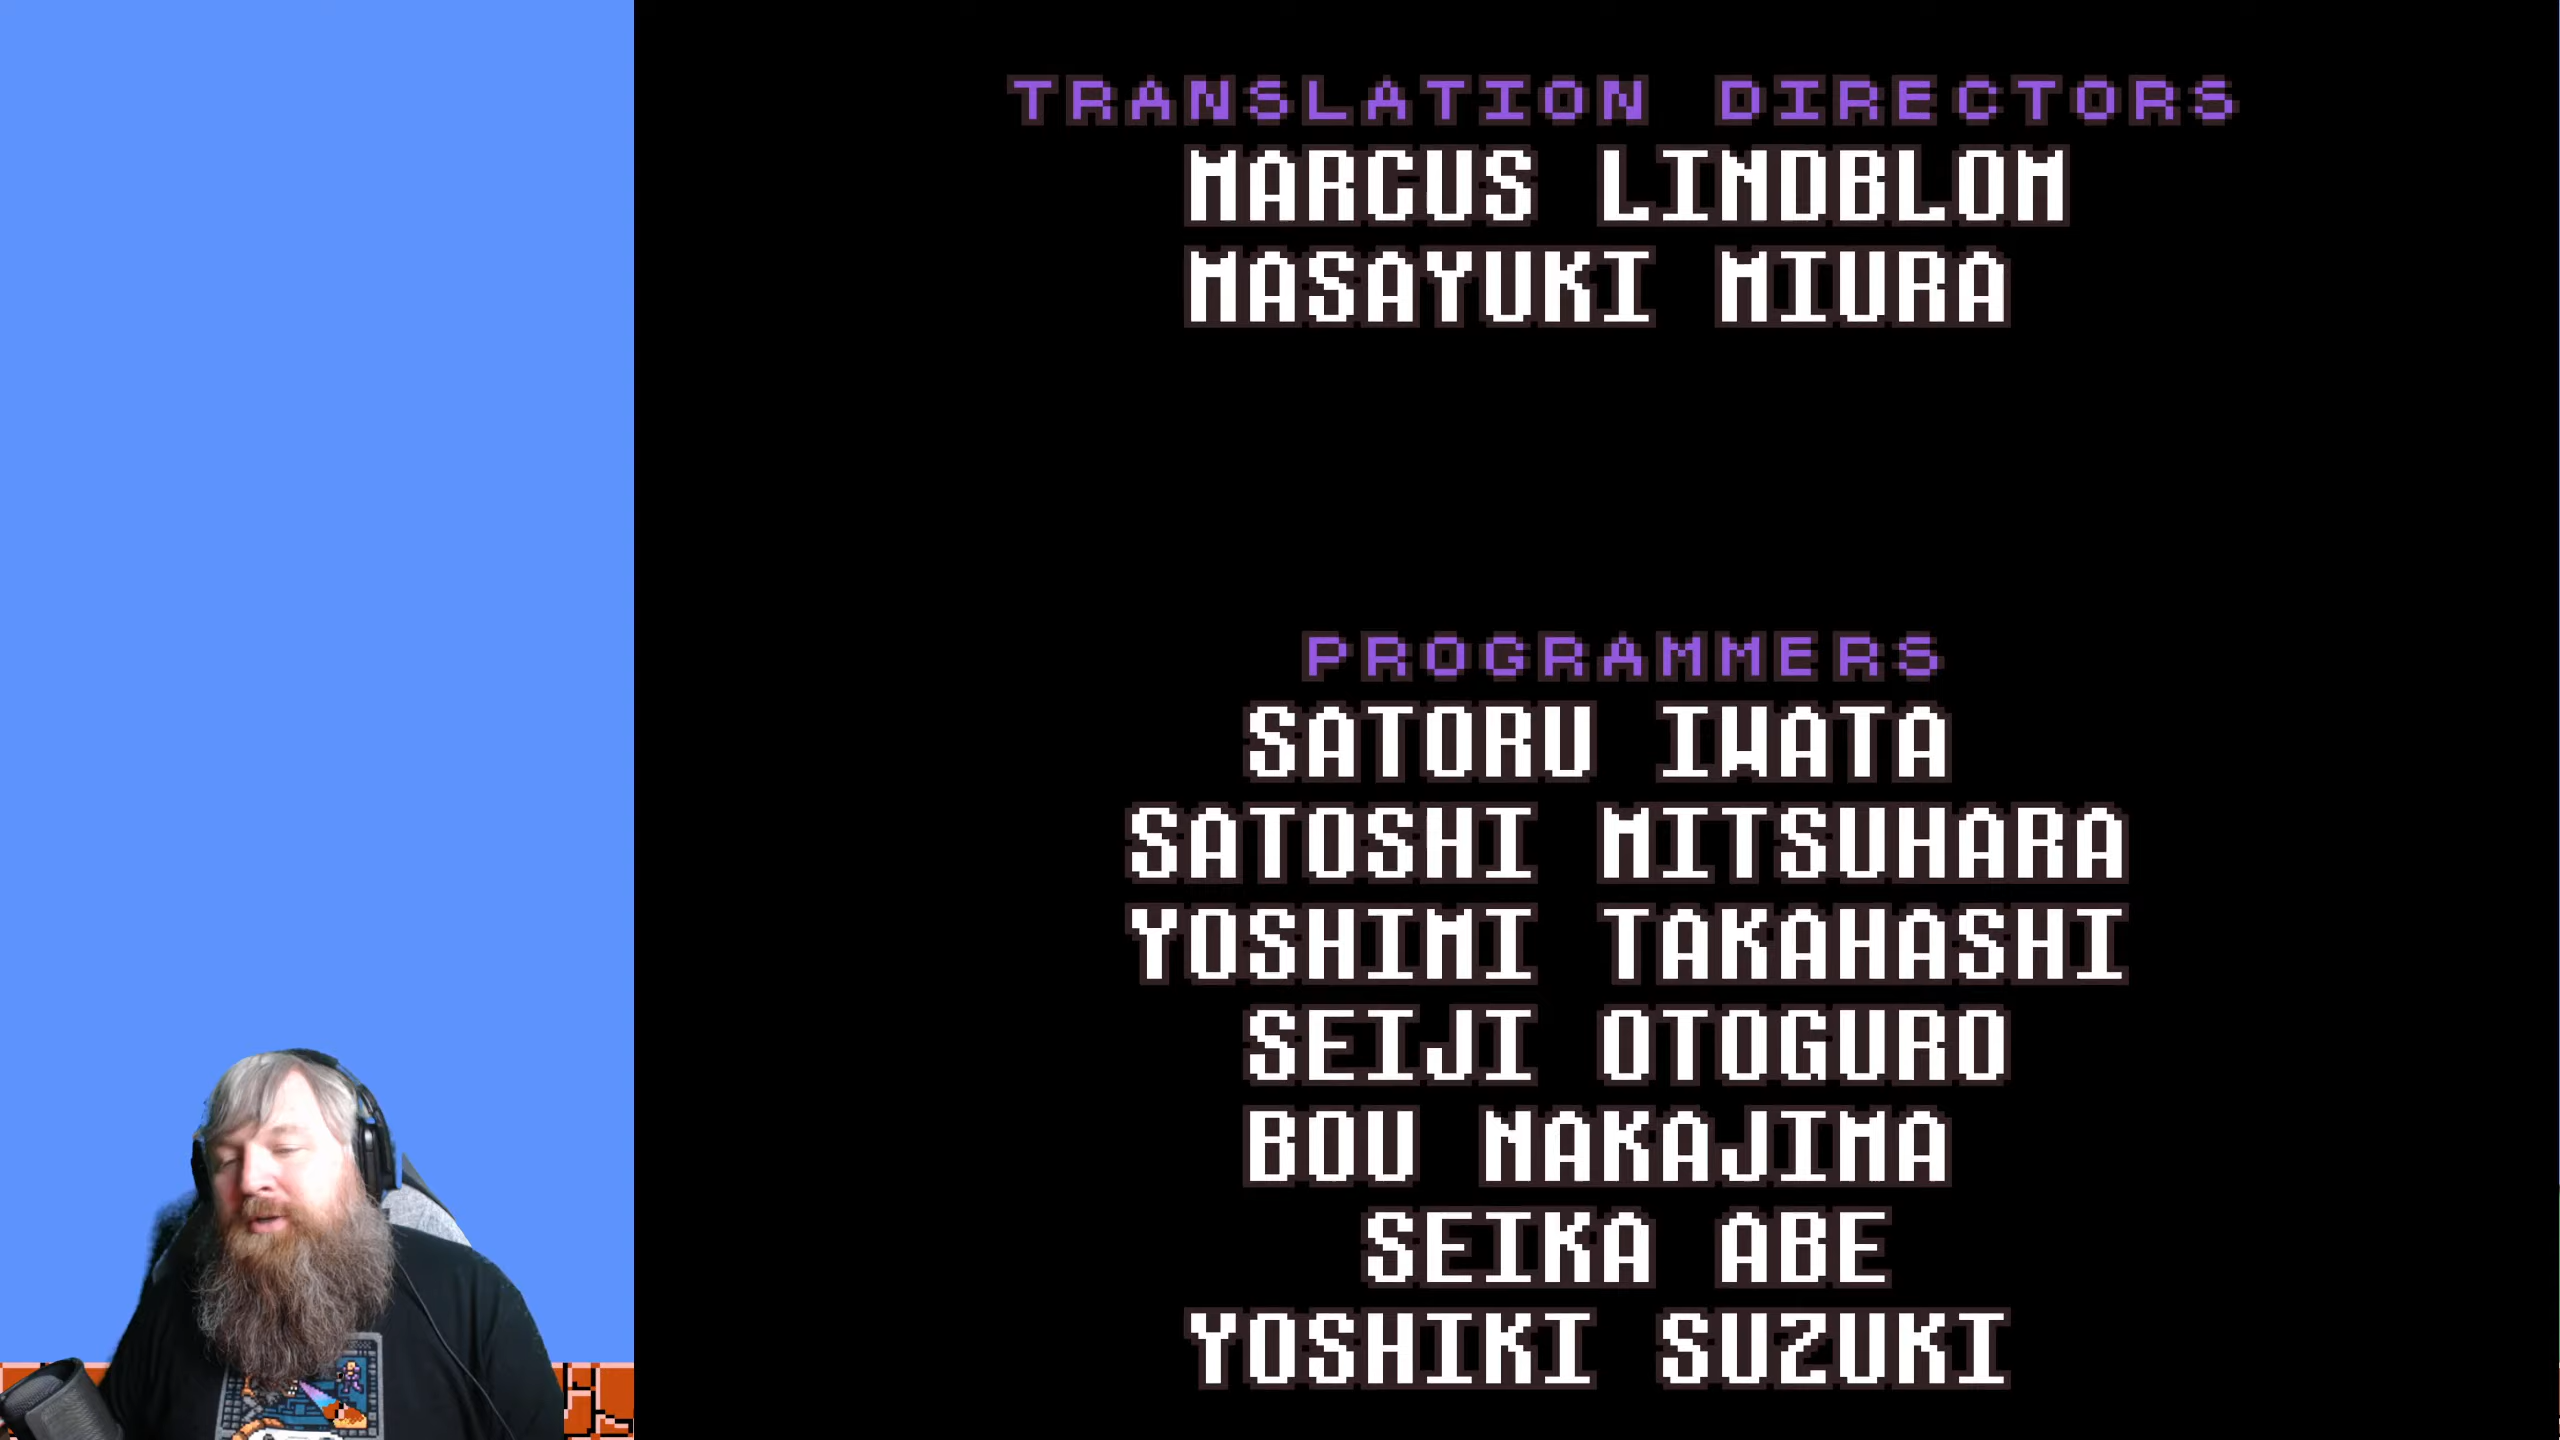 TRANSLATION DIRECTORS
MARCUS LINDBLOM
MASAYUKI MIURA
PROGRAMMERS
SATORU IWATA
SATOSHI MITSUHARA
YOSHIMI TAKAHASHI
SEIJI OTOGURO
BOU NAKAJIMA
SEIKA ABE
YOSHIKI SUZUKI